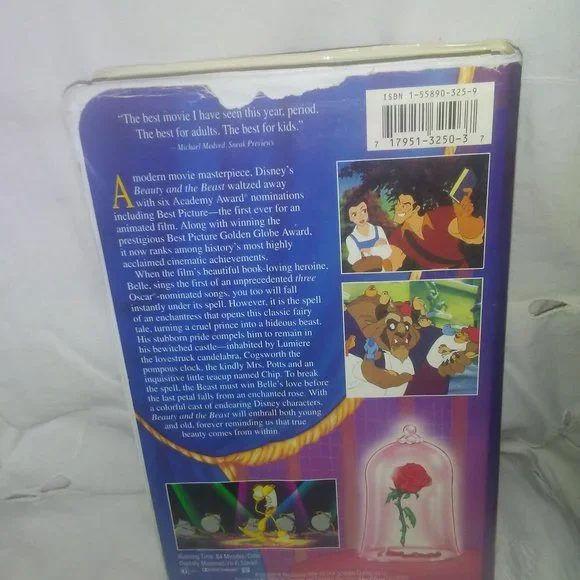 "The best movie I have seen this year, period.
The best for adults. The best for kids."
— Michael Medved, Sneak Previews
ISBN 1-55890-325-9
7 17951-3250-3 7
A modern movie masterpiece, Disney's
Beauty and the Beast waltzed away
with six Academy Award® nominations
including Best Picture—the first ever for an
animated film. Along with winning the
prestigious Best Picture Golden Globe Award,
it now ranks among history's most highly
acclaimed cinematic achievements.
When the film's beautiful book-loving heroine,
Belle, sings the first of an unprecedented three
Oscar®-nominated songs, you too will fall
instantly under its spell. However, it is the spell
of an enchantress that opens this classic fairy
tale, turning a cruel prince into a hideous beast.
His stubborn pride compels him to remain in
his bewitched castle—inhabited by Lumiere
the lovestruck candelabra, Cogsworth the
pompous clock, the kindly Mrs. Potts and an
inquisitive little teacup named Chip. To break
the spell, the Beast must win Belle's love before
the last petal falls from an enchanted rose. With
a colorful cast of endearing Disney characters,
Beauty and the Beast will enthrall both young
and old, forever reminding us that true
beauty comes from within.
Running Time: 84 Minutes/Color